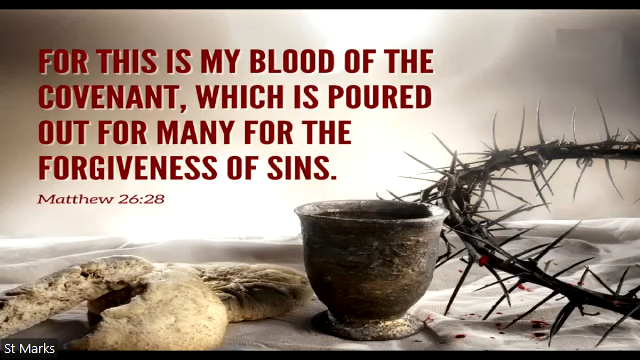 FOR THIS IS MY BLOOD OF THE
COVENANT, WHICH IS POURED
OUT FOR MANY FOR THE
FORGIVENESS OF SINS.
Matthew 26:28
St Marks